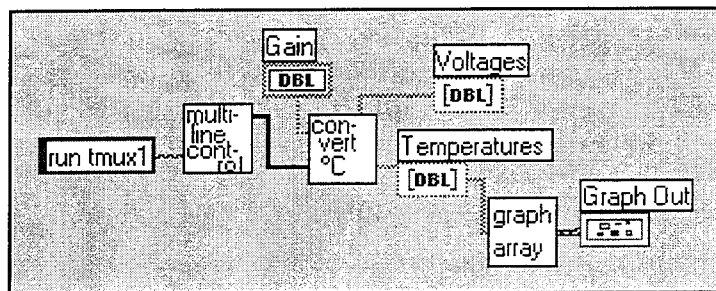 Gain
DBL
Voltages
[DBL]
run tmux1
multi-
line
cont-
rol
con-
vert
°C
Temperatures
[DBL]
graph
array
Graph Out